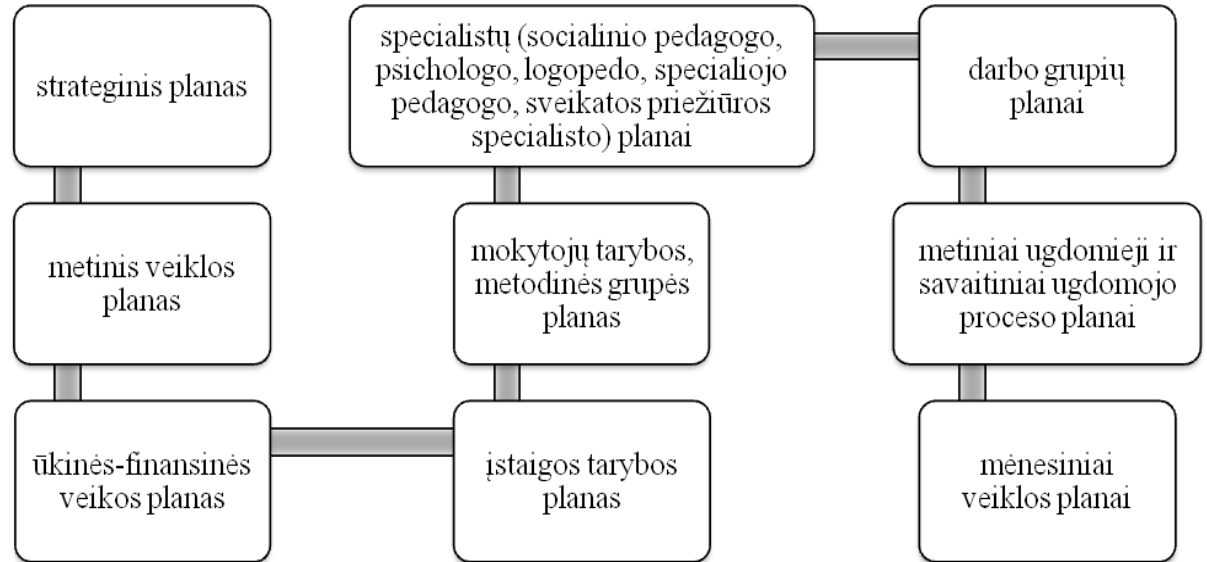 strateginis planas
metinis veiklos
planas
ūkinės-finansinės
veikos planas
įstaigos tarybos
planas
mokytojų tarybos,
metodinės grupės
planas
specialistų (socialinio pedagogo,
psichologo, logopedo, specialiojo
pedagogo, sveikatos priežiūros
specialisto) planai
darbo grupių
planai
metiniai ugdomieji ir
savaitiniai ugdomojo
proceso planai
mėnesiniai
veiklos planai